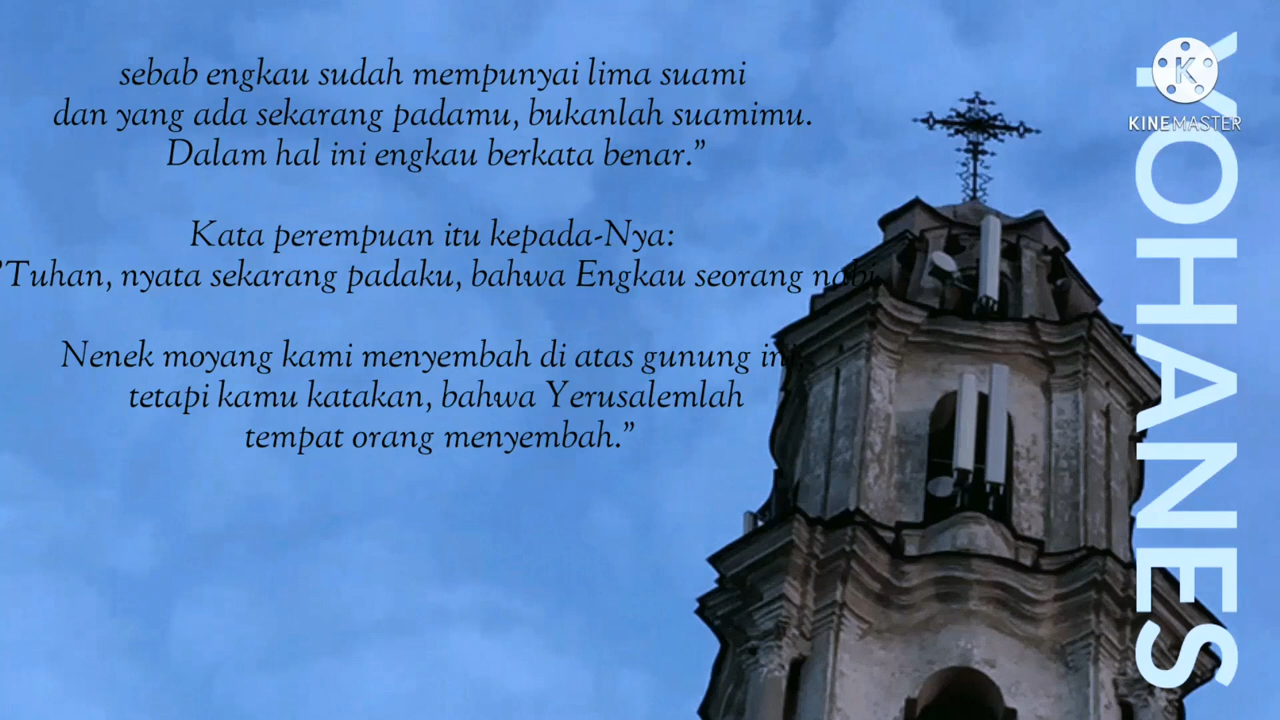 sebab engkau sudah mempunyai lima suami
dan yang ada sekarang padamu, bukanlah suamimu.
Dalam hal ini engkau berkata benar.”
Kata perempuan itu kepada-Nya:
"Tuhan, nyata sekarang padaku, bahwa Engkau seorang nabi.
Nenek moyang kami menyembah di atas gunung ini,
tetapi kamu katakan, bahwa Yerusalemlah
tempat orang menyembah.”
YOHANES
K
KINEMASTER